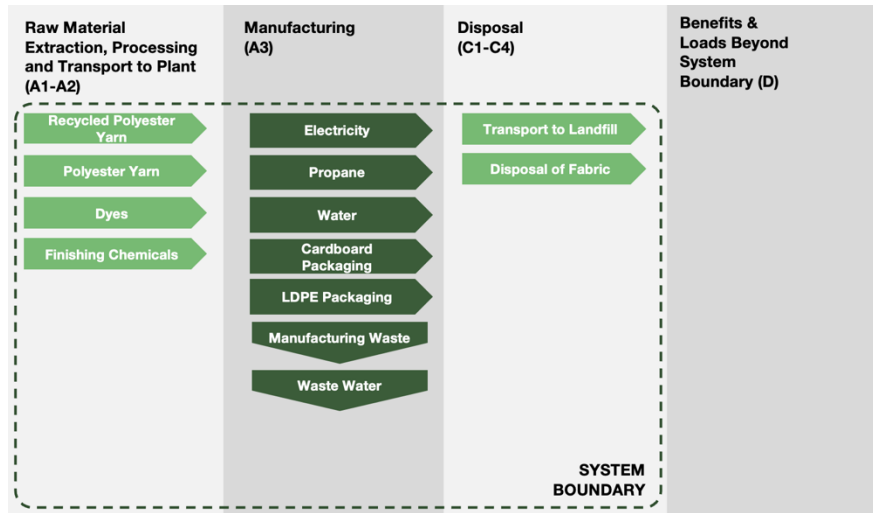 Raw Material
Extraction, Processing
and Transport to Plant
(A1-A2)
Recycled Polyester
Yarn
Polyester Yarn
Dyes
Finishing Chemicals
Manufacturing
(A3)
Electricity
Propane
Water
Cardboard
Packaging
LDPE Packaging
Manufacturing Waste
Waste Water
Disposal
(C1-C4)
Transport to Landfill
Disposal of Fabric
SYSTEM
BOUNDARY
Benefits &
Loads Beyond
System
Boundary (D)